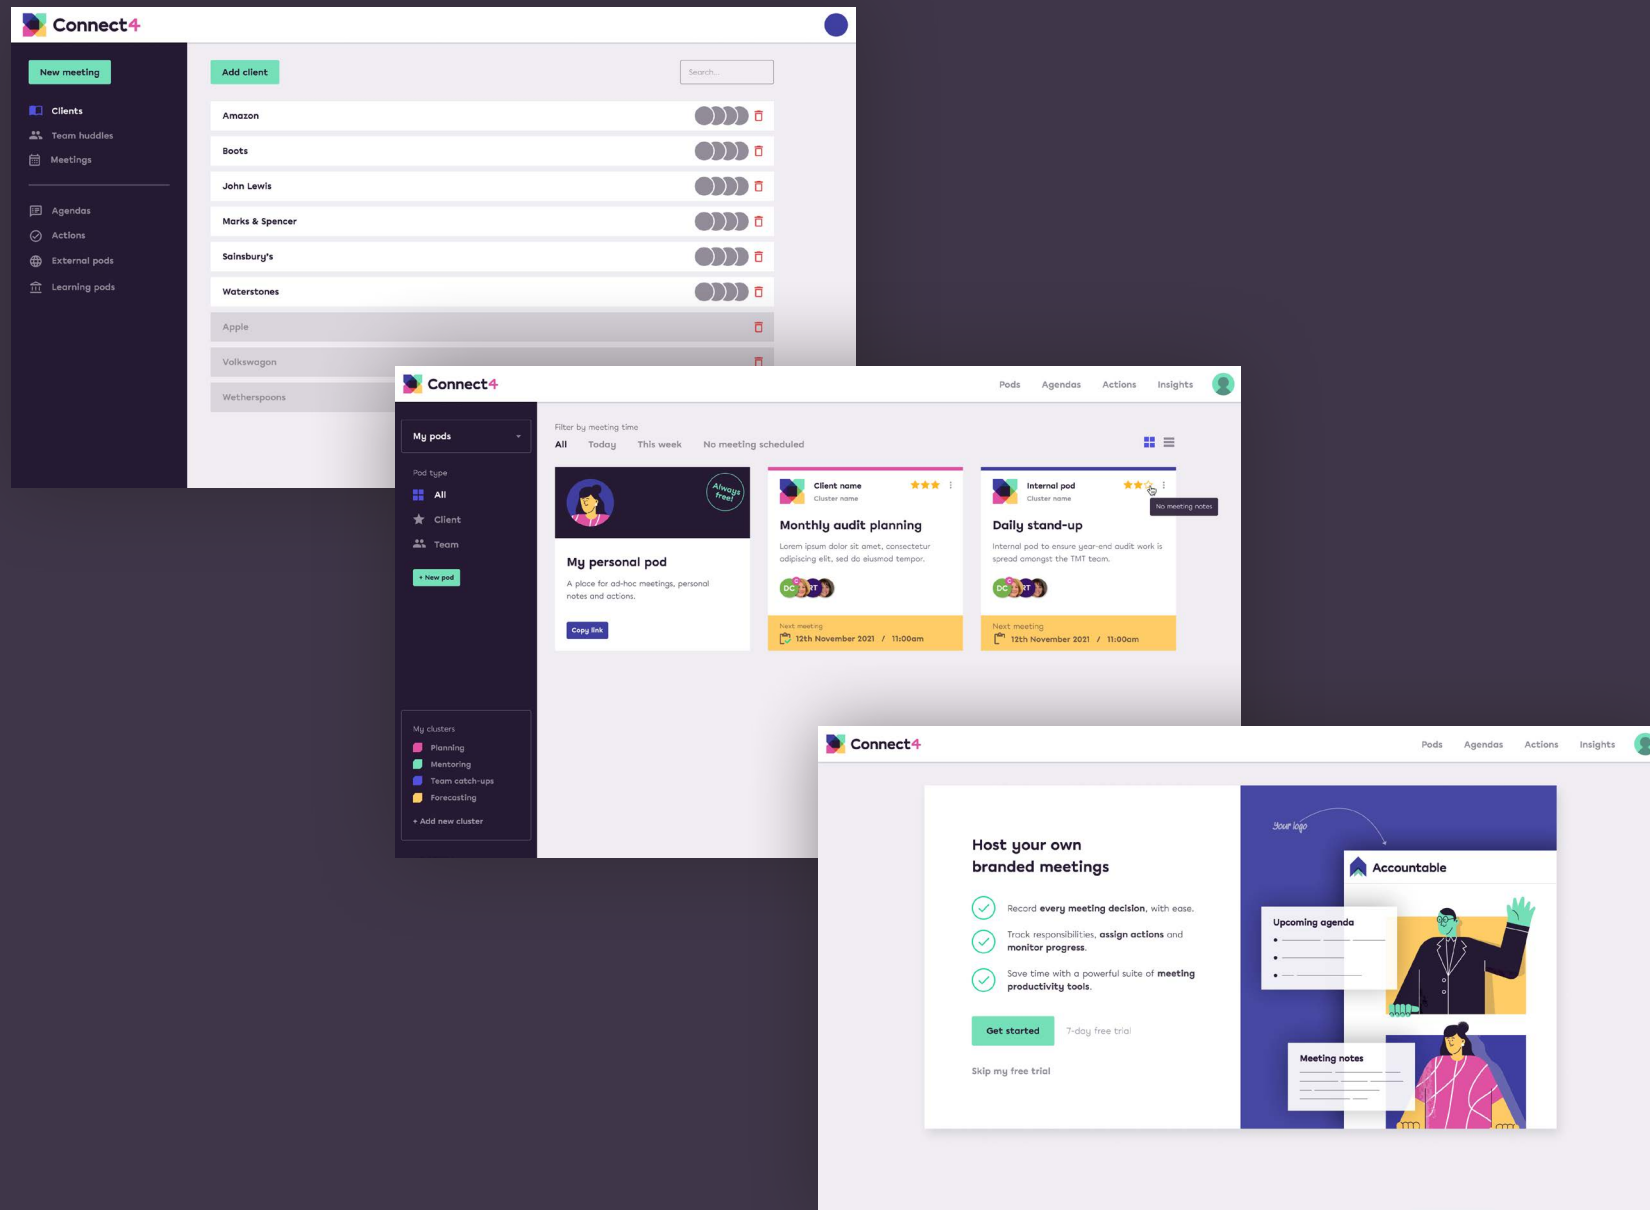 Connect4
New meeting
Clients
Team huddles
Meetings
Agendas
Actions
External pods
Learning pods
Add client
Search...
Amazon
Boots
John Lewis
Marks & Spencer
Sainsbury's
Waterstones
Apple
Volkswagon
Wetherspoons
Connect4
Pods Agendas Actions Insights
My pods
Pod type
All
Client
Team
+ New pod
My clusters
Planning
Mentoring
Team catch-ups
Forecasting
+ Add new cluster
Filter by meeting time
All Today This week No meeting scheduled
Always
free!
My personal pod
A place for ad-hoc meetings, personal
notes and actions.
Copy link
Client name
Cluster name
Monthly audit planning
Lorem ipsum dolor sit amet, consectetur
adipiscing elit, sed do eiusmod tempor.
DC C RT
Next meeting
12th November 2021 / 11:00am
Internal pod
Cluster name
No meeting notes
Daily stand-up
Internal pod to ensure year-end audit work is
spread amongst the TMT team.
DC C RT
Next meeting
12th November 2021 / 11:00am
Connect4
Pods Agendas Actions Insights
Host your own
branded meetings
Record every meeting decision, with ease.
Track responsibilities, assign actions and
monitor progress.
Save time with a powerful suite of meeting
productivity tools.
Get started 7-day free trial
Skip my free trial
Your logo
Accountable
Upcoming agenda
Meeting notes